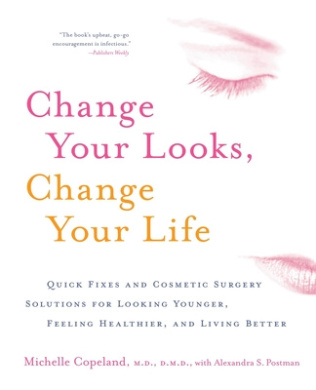 "The book's upbeat, go-go
encouragement is infectious."
—Publishers Weekly
Change
Your Looks,
Change
Your Life
Quick Fixes and Cosmetic Surgery
Solutions for Looking Younger,
Feeling Healthier, and Living Better
Michelle Copeland, M.D., D.M.D., with Alexandra S. Postman